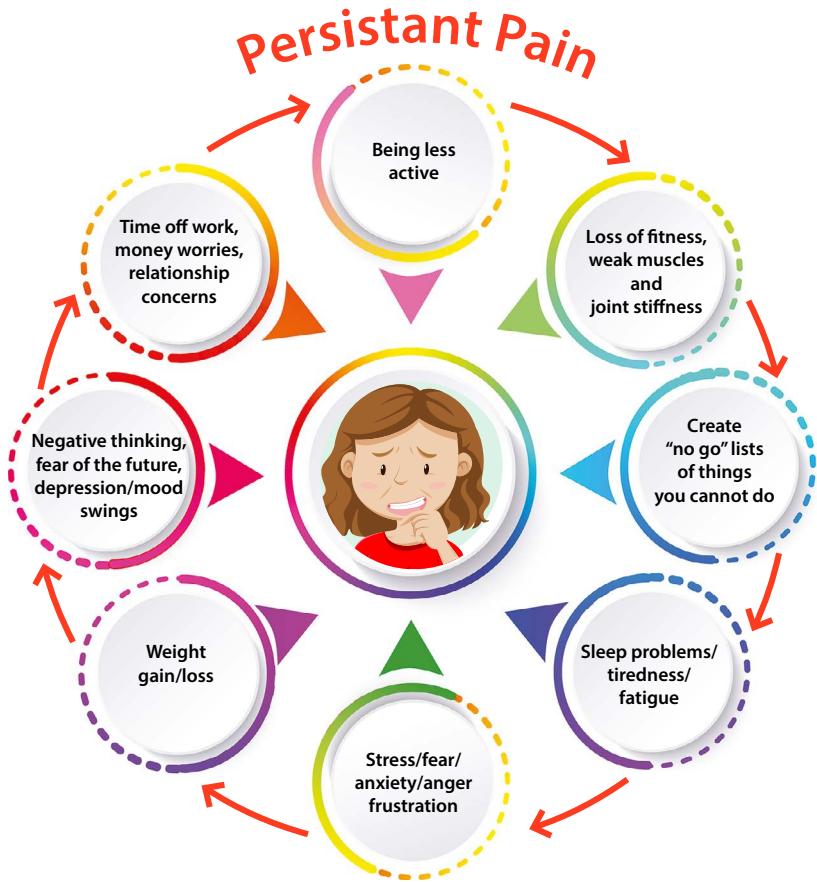 Persistant Pain
Being less
active
Loss of fitness,
weak muscles
and
joint stiffness
Create
“no go” lists
of things
you cannot do
Sleep problems/
tiredness/
fatigue
Stress/fear/
anxiety/anger
frustration
Weight
gain/loss
Negative thinking,
fear of the future,
depression/mood
swings
Time off work,
money worries,
relationship
concerns